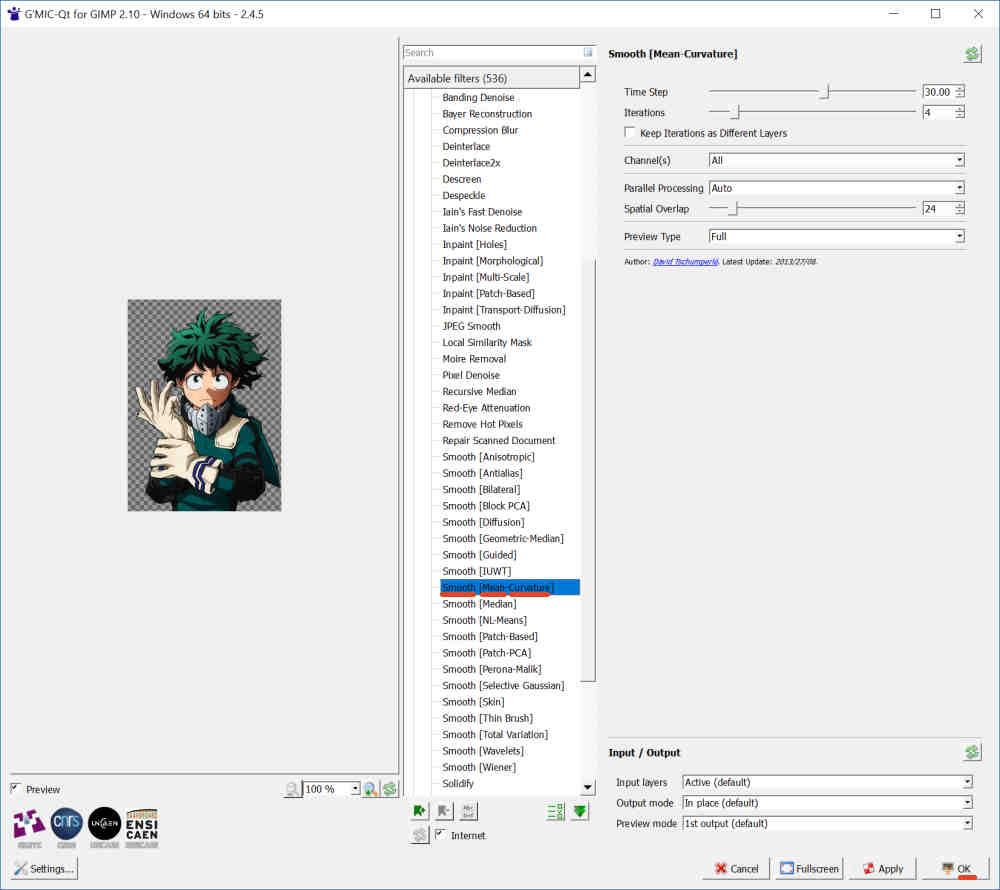 G'MIC-Qt for GIMP 2.10 - Windows 64 bits - 2.4.5
Search
Available filters (536)
Banding Denoise
Bayer Reconstruction
Compression Blur
Deinterlace
Deinterlace2x
Descreen
Despeckle
Iain's Fast Denoise
Iain's Noise Reduction
Inpaint [Holes]
Inpaint [Morphological]
Inpaint [Multi-Scale]
Inpaint [Patch-Based]
Inpaint [Transport-Diffusion]
JPEG Smooth
Local Similarity Mask
Moire Removal
Pixel Denoise
Recursive Median
Red-Eye Attenuation
Remove Hot Pixels
Repair Scanned Document
Smooth [Anisotropic]
Smooth [Antialias]
Smooth [Bilateral]
Smooth [Block PCA]
Smooth [Diffusion]
Smooth [Geometric-Median]
Smooth [Guided]
Smooth [IUWT]
Smooth [Mean-Curvature]
Smooth [Median]
Smooth [NL-Means]
Smooth [Patch-Based]
Smooth [Patch-PCA]
Smooth [Perona-Malik]
Smooth [Selective Gaussian]
Smooth [Skin]
Smooth [Thin Brush]
Smooth [Total Variation]
Smooth [Wavelets]
Smooth [Wiener]
Solidify
Internet
Smooth [Mean-Curvature]
Time Step 30.00
Iterations 4
Keep Iterations as Different Layers
Channel(s) All
Parallel Processing Auto
Spatial Overlap 24
Preview Type Full
Author: David Tschumperlé. Latest Update: 2013/27/08.
Input / Output
Input layers Active (default)
Output mode In place (default)
Preview mode 1st output (default)
Preview
100 %
cnrs
UNICAEN
ENSI
CAEN
Settings...
Cancel
Fullscreen
Apply
OK